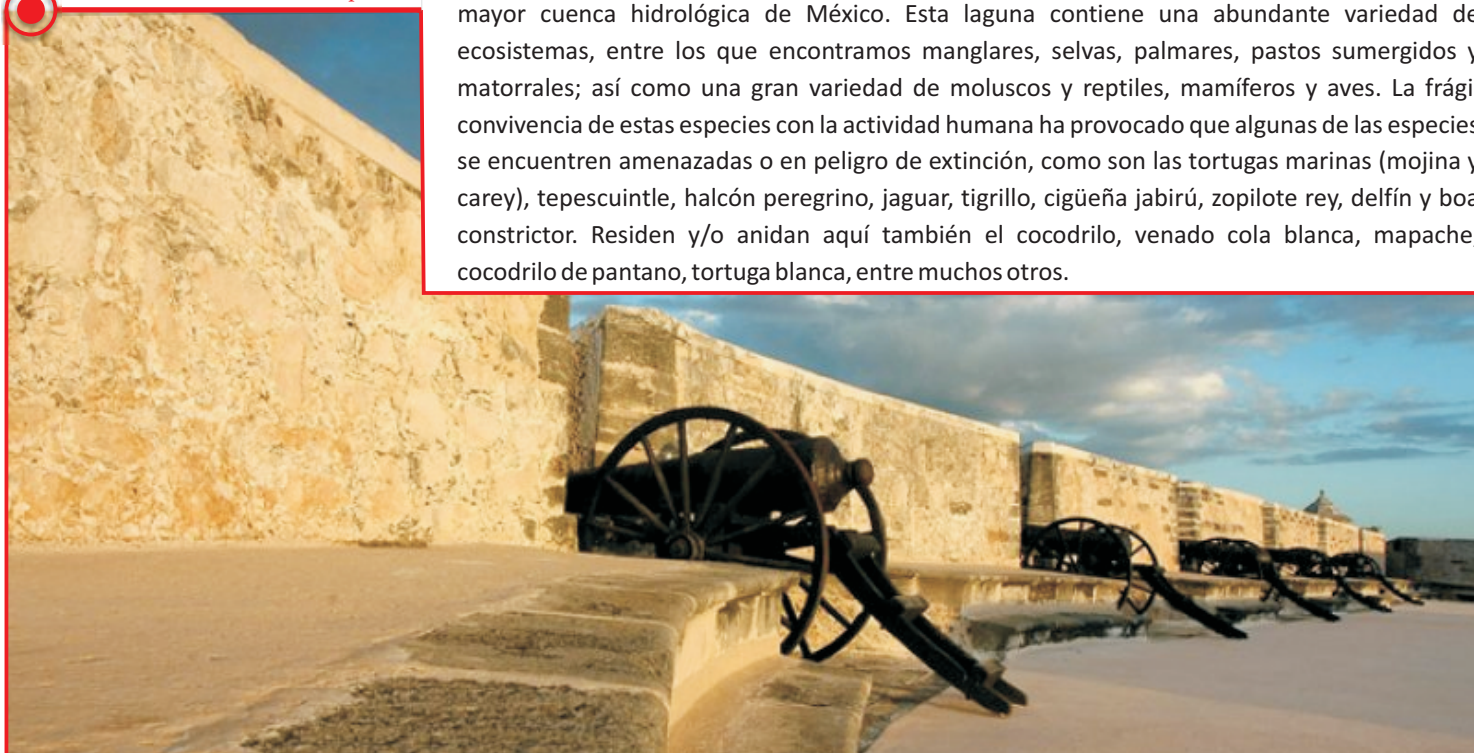 mayor cuenca hidrológica de México. Esta laguna contiene una abundante variedad de
ecosistemas, entre los que encontramos manglares, selvas, palmares, pastos sumergidos y
matorrales; así como una gran variedad de moluscos y reptiles, mamíferos y aves. La frágil
convivencia de estas especies con la actividad humana ha provocado que algunas de las especies
se encuentren amenazadas o en peligro de extinción, como son las tortugas marinas (mojina y
carey), tepescuintle, halcón peregrino, jaguar, tigrillo, cigüeña jabirú, zopilote rey, delfín y boa
constrictor. Residen y/o anidan aquí también el cocodrilo, venado cola blanca, mapache,
cocodrilo de pantano, tortuga blanca, entre muchos otros.